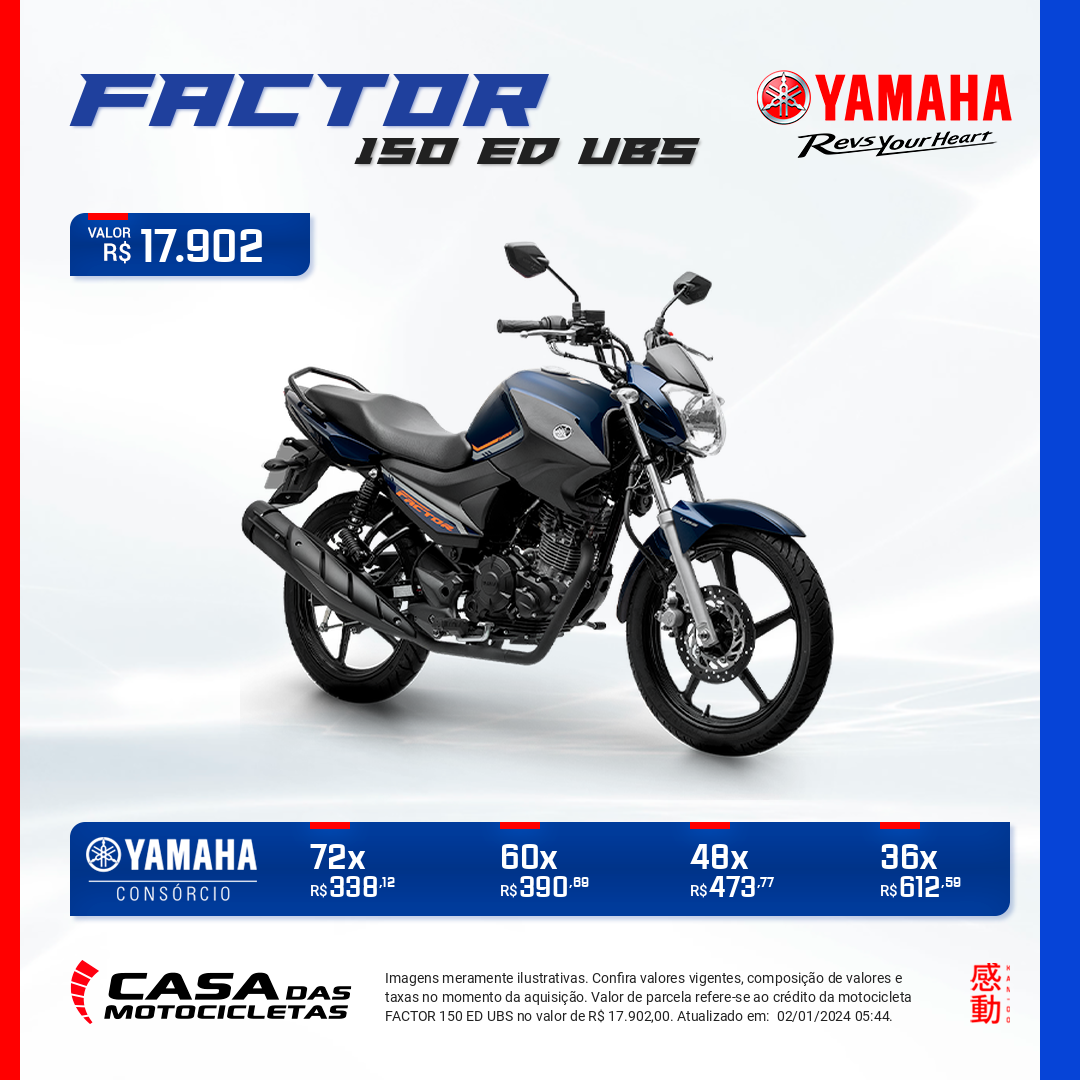 FACTOR
150 ED UBS
YAMAHA
Revs Your Heart
VALOR
R$ 17.902
FACTOR
YAMAHA
CONSÓRCIO
72x
R$338,12
60x
R$390,69
48x
R$473,77
36x
R$612,59
CASA DAS
MOTOCICLETAS
Imagens meramente ilustrativas. Confira valores vigentes, composição de valores e
taxas no momento da aquisição. Valor de parcela refere-se ao crédito da motocicleta
FACTOR 150 ED UBS no valor de R$ 17.902,00. Atualizado em: 02/01/2024 05:44.
感動